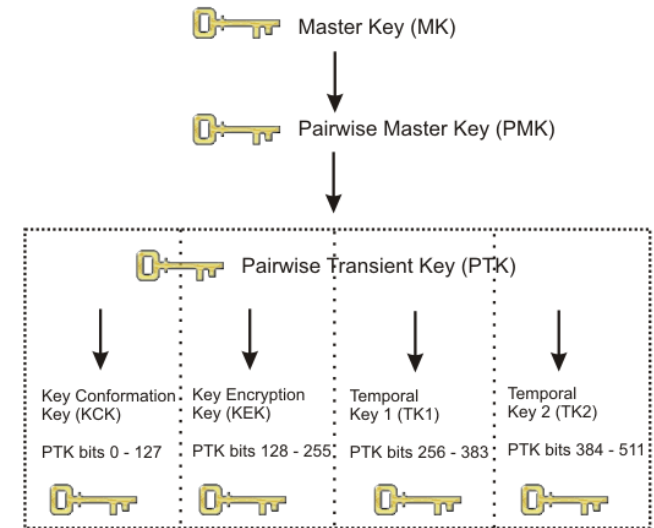 Master Key (MK)
Pairwise Master Key (PMK)
Pairwise Transient Key (PTK)
Key Conformation
Key (KCK)
PTK bits 0 - 127
Key Encryption
Key (KEK)
PTK bits 128 - 255
Temporal
Key 1 (TK1)
PTK bits 256 - 383
Temporal
Key 2 (TK2)
PTK bits 384 - 511